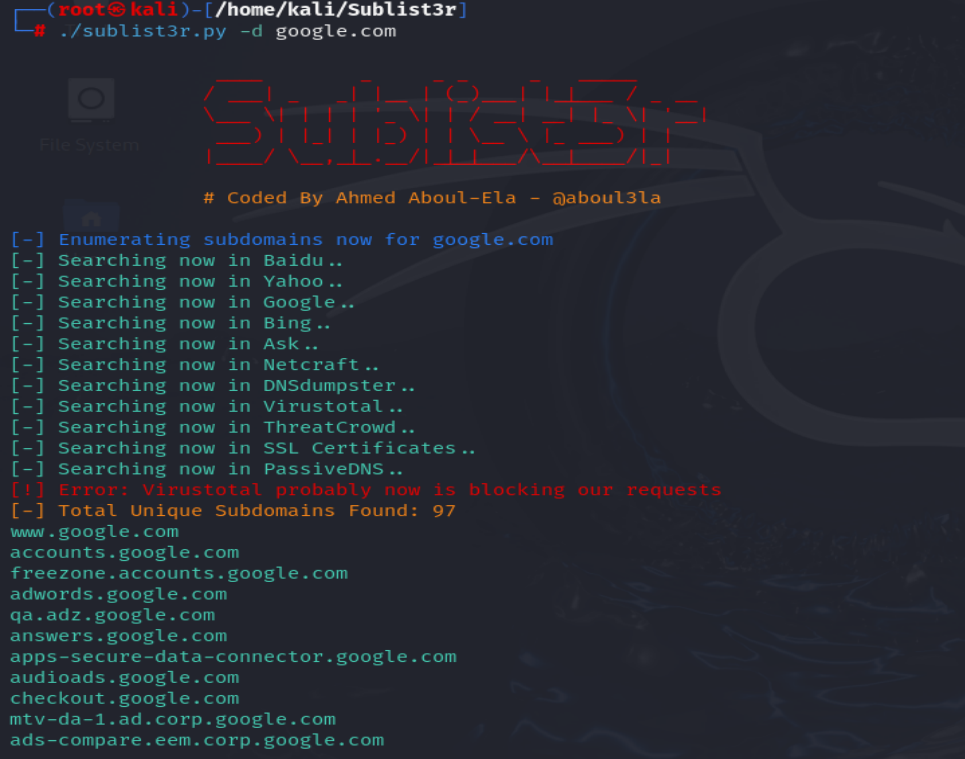 (root㉿kali)-[/home/kali/Sublist3r]
# ./sublist3r.py -d google.com
File System
Sublist3r
# Coded By Ahmed Aboul-Ela - @aboul3la
[-] Enumerating subdomains now for google.com
[-] Searching now in Baidu..
[-] Searching now in Yahoo..
[-] Searching now in Google..
[-] Searching now in Bing..
[-] Searching now in Ask..
[-] Searching now in Netcraft..
[-] Searching now in DNSdumpster..
[-] Searching now in Virustotal..
[-] Searching now in ThreatCrowd..
[-] Searching now in SSL Certificates..
[-] Searching now in PassiveDNS..
[!] Error: Virustotal probably now is blocking our requests
[-] Total Unique Subdomains Found: 97
www.google.com
accounts.google.com
freezone.accounts.google.com
adwords.google.com
qa.adz.google.com
answers.google.com
apps-secure-data-connector.google.com
audioads.google.com
checkout.google.com
mtv-da-1.ad.corp.google.com
ads-compare.eem.corp.google.com